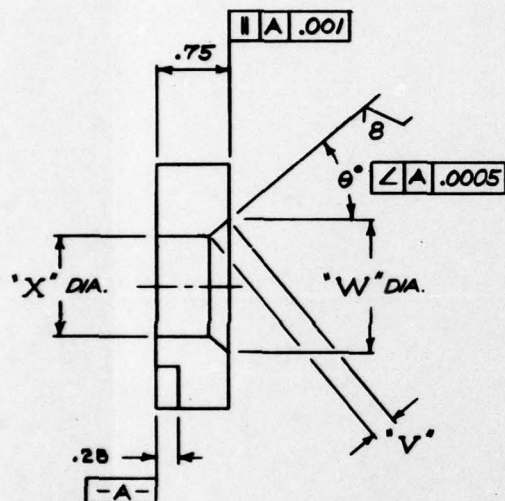 ∥ A .001
.75
8
θ°
∠ A .0005
"X" DIA.
"W" DIA.
"V"
.25
-A-